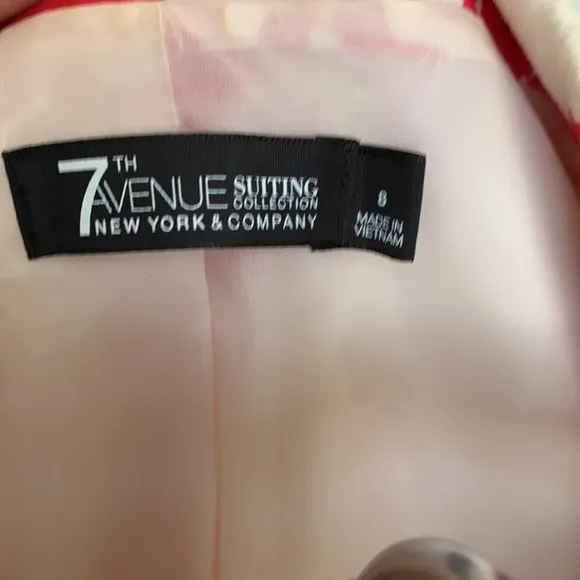 7TH AVENUE SUITING COLLECTION
NEW YORK & COMPANY
8
MADE IN
VIETNAM